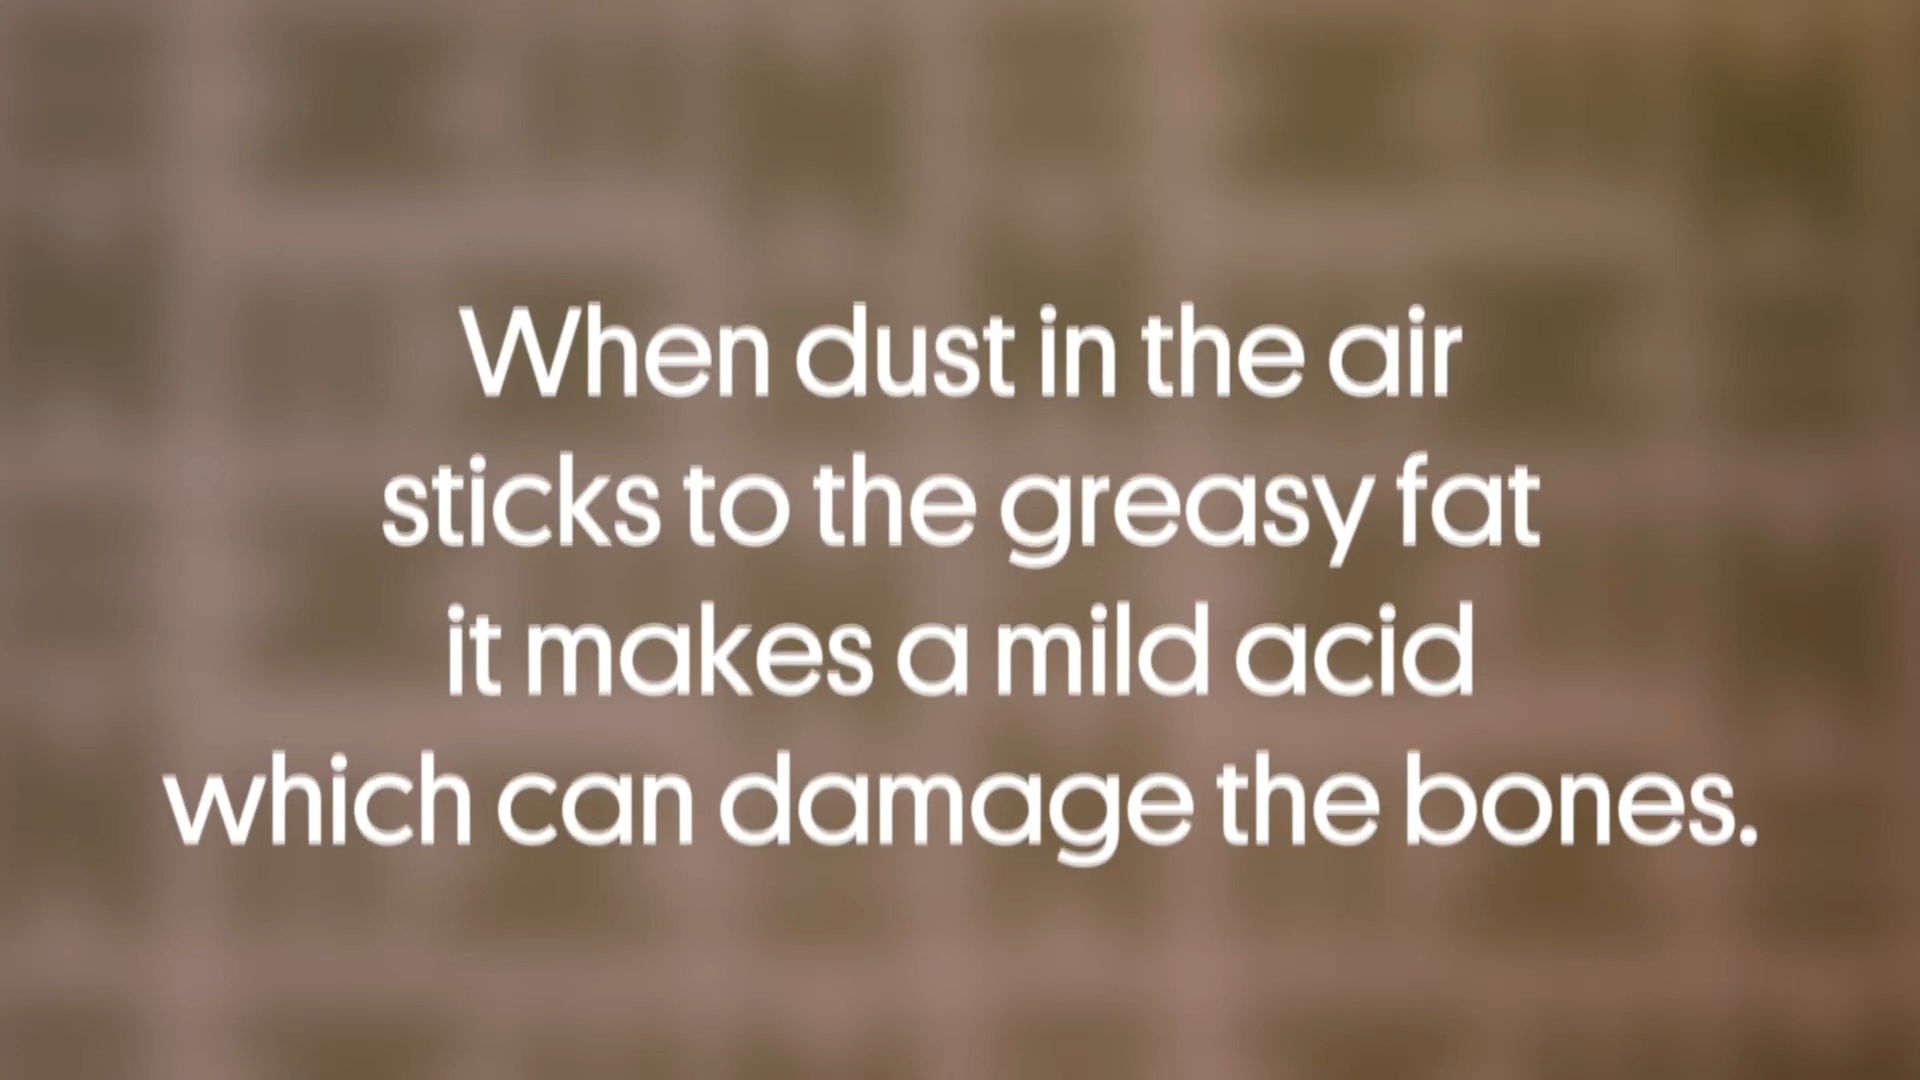 When dust in the air
sticks to the greasy fat
it makes a mild acid
which can damage the bones.